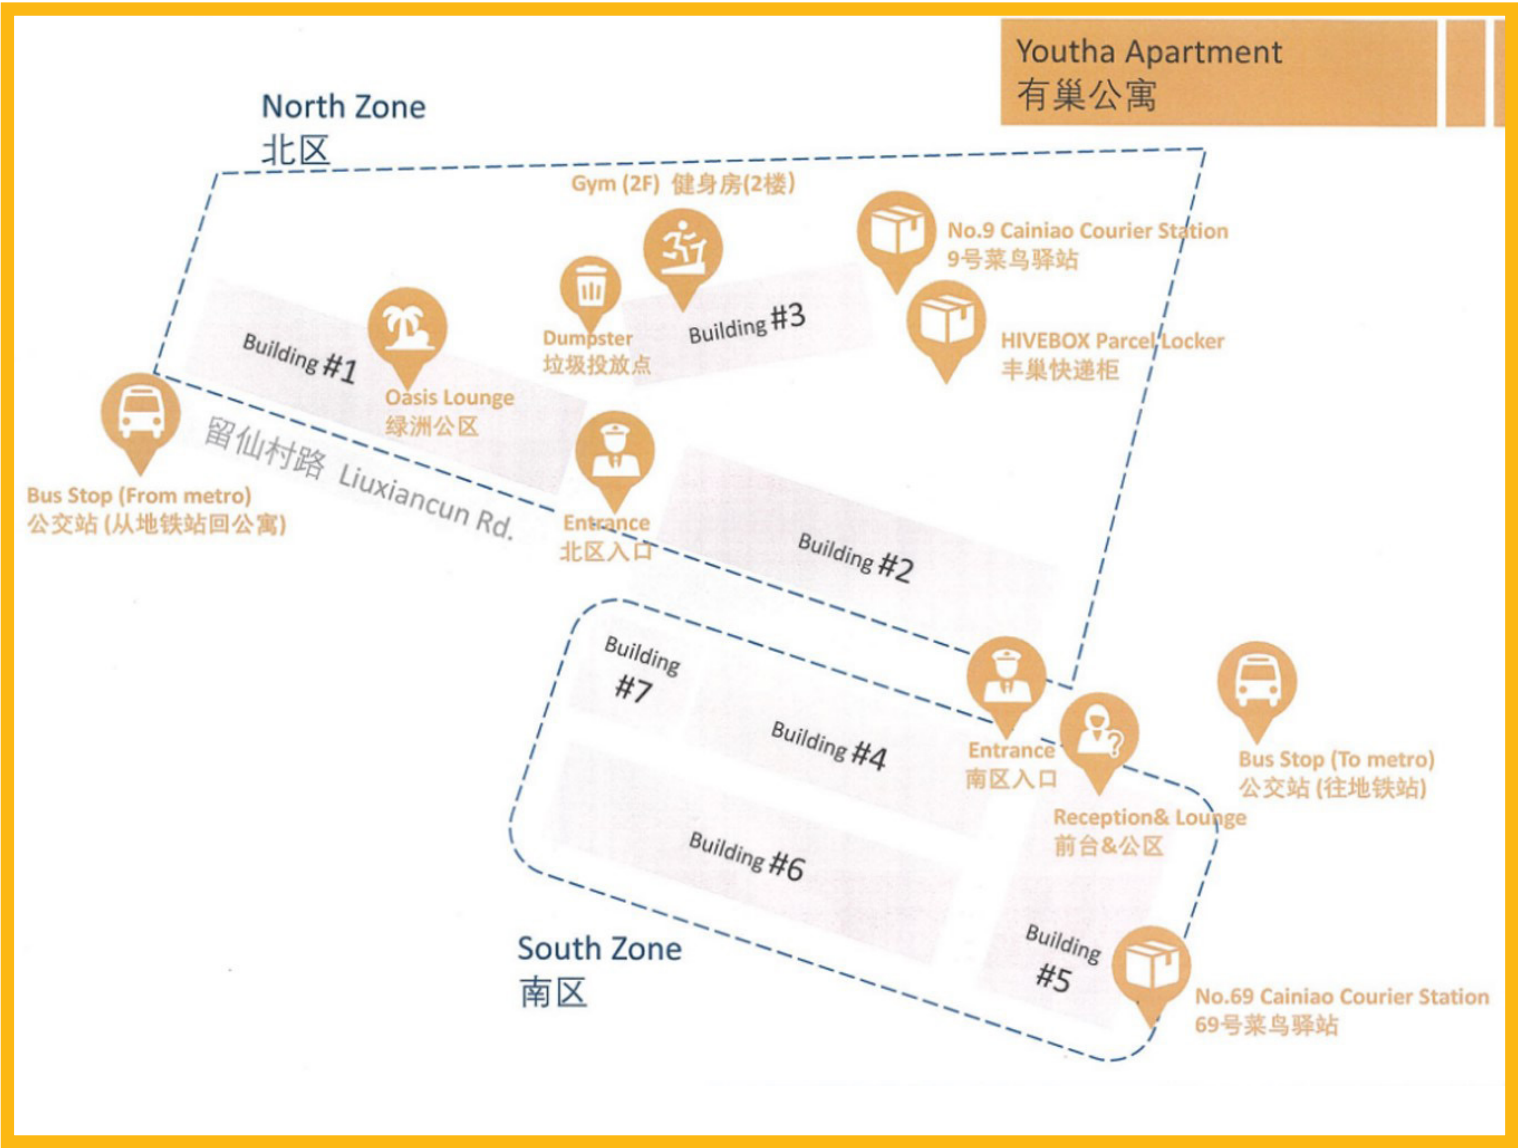 Youtha Apartment
有巢公寓
North Zone
北区
Gym (2F) 健身房(2楼)
No.9 Cainiao Courier Station
9号菜鸟驿站
Building #3
Dumpster
垃圾投放点
HIVEBOX Parcel Locker
丰巢快递柜
Building #1
Oasis Lounge
绿洲公区
留仙村路 Liuxiancun Rd.
Bus Stop (From metro)
公交站 (从地铁站回公寓)
Entrance
北区入口
Building #2
Building
#7
Building #4
Entrance
南区入口
Bus Stop (To metro)
公交站 (往地铁站)
Reception& Lounge
前台&公区
Building #6
South Zone
南区
Building
#5
No.69 Cainiao Courier Station
69号菜鸟驿站